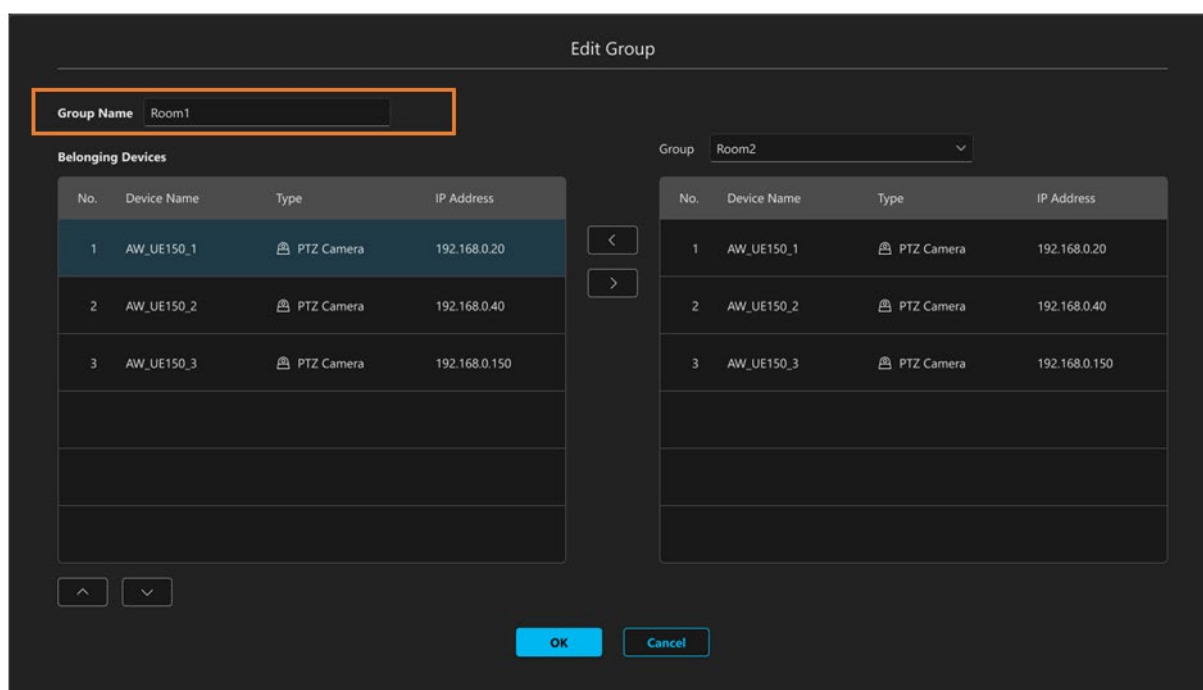 Edit Group
Group Name Room1
Belonging Devices
Group Room2
No. Device Name Type IP Address
1 AW_UE150_1 PTZ Camera 192.168.0.20
2 AW_UE150_2 PTZ Camera 192.168.0.40
3 AW_UE150_3 PTZ Camera 192.168.0.150
No. Device Name Type IP Address
1 AW_UE150_1 PTZ Camera 192.168.0.20
2 AW_UE150_2 PTZ Camera 192.168.0.40
3 AW_UE150_3 PTZ Camera 192.168.0.150
OK Cancel